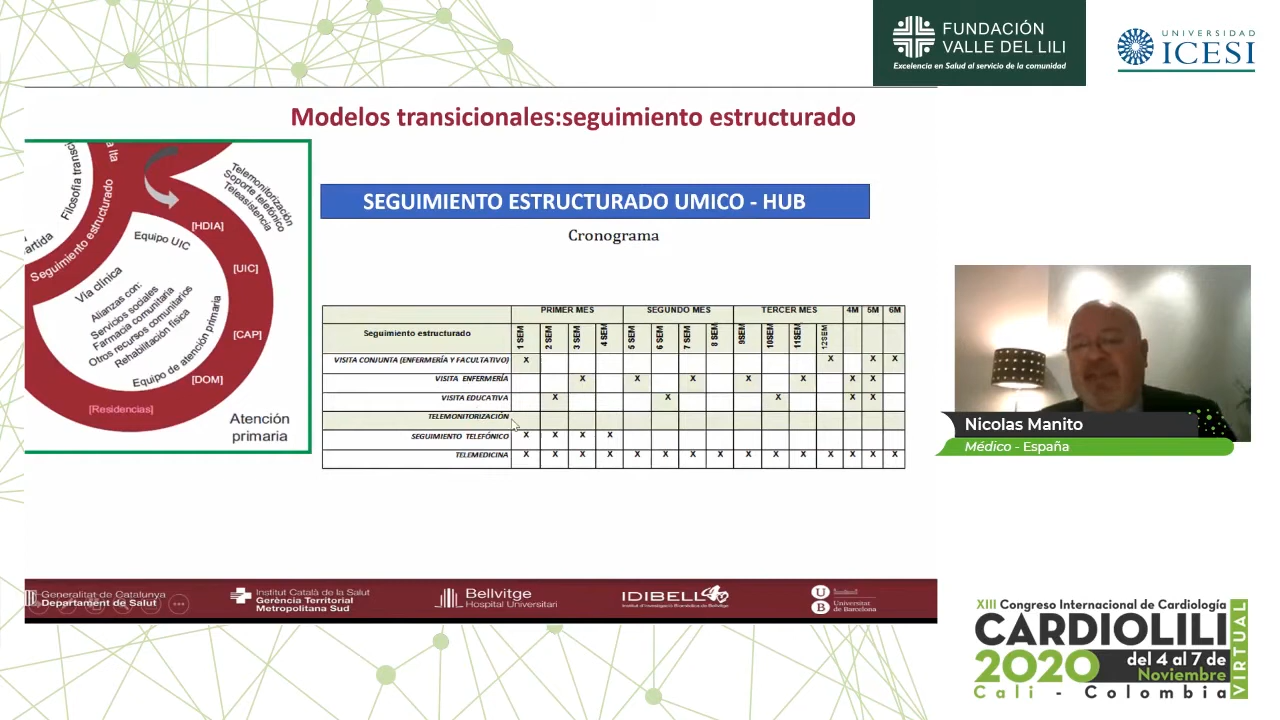 FUNDACIÓN
VALLE DEL LILI
Excelencia en Salud al servicio de la comunidad
UNIVERSIDAD
ICESI
Modelos transicionales:seguimiento estructurado
Filosofía
Seguimiento estructurado
Telemonitorización
Soporte telefónico
Teleasistencia
[HDIA]
Equipo UIC
[UIC]
Vía clínica
Alianzas con:
Servicios sociales
Farmacia comunitaria
Otros recursos comunitarios
Rehabilitación física
[CAP]
Equipo de atención primaria
[DOM]
[Residencias]
Atención
primaria
SEGUIMIENTO ESTRUCTURADO UMICO - HUB
Cronograma
PRIMER MES SEGUNDO MES TERCER MES 4M 5M 6M
Seguimiento estructurado 1 SEM 2 SEM 3 SEM 4 SEM 5 SEM 6 SEM 7 SEM 8 SEM 9SEM 10SEM 11SEM 12SEM
VISITA CONJUNTA (ENFERMERÍA Y FACULTATIVO) X X X X
VISITA ENFERMERÍA X X X X X X X
VISITA EDUCATIVA X X X X X
TELEMONITORIZACIÓN
SEGUIMIENTO TELEFÓNICO X X X X
TELEMEDICINA X X X X X X X X X X X X X X X
Nicolas Manito
Médico - España
Generalitat de Catalunya
Departament de Salut
Institut Català de la Salut
Gerència Territorial
Metropolitana Sud
Bellvitge
Hospital Universitari
IDIBELL
Institut d'Investigació Biomèdica de Bellvitge
UB
Universitat
de Barcelona
XIII Congreso Internacional de Cardiología
CARDIOLILI
2020
del 4 al 7 de
Noviembre
VIRTUAL
Cali - Colombia